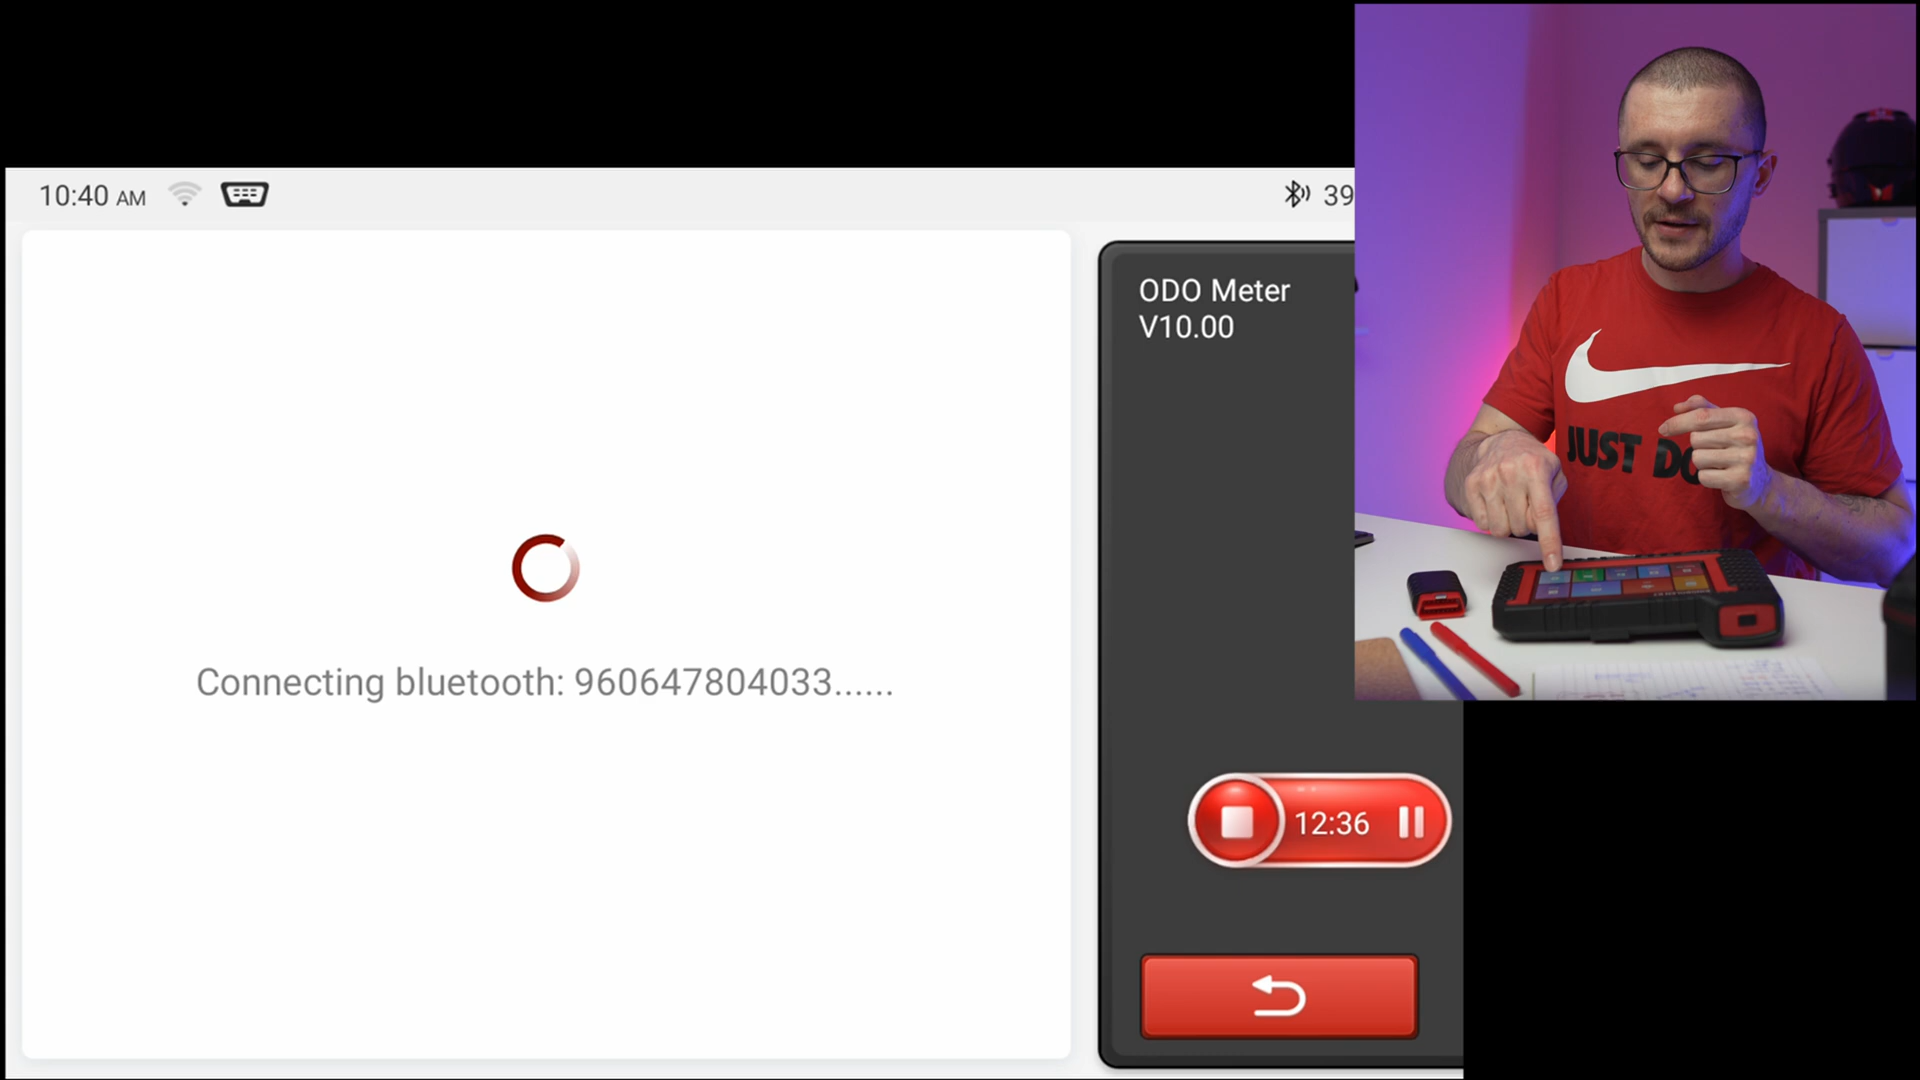 10:40 AM
39
ODO Meter
V10.00
Connecting bluetooth: 960647804033......
12:36
JUST DO